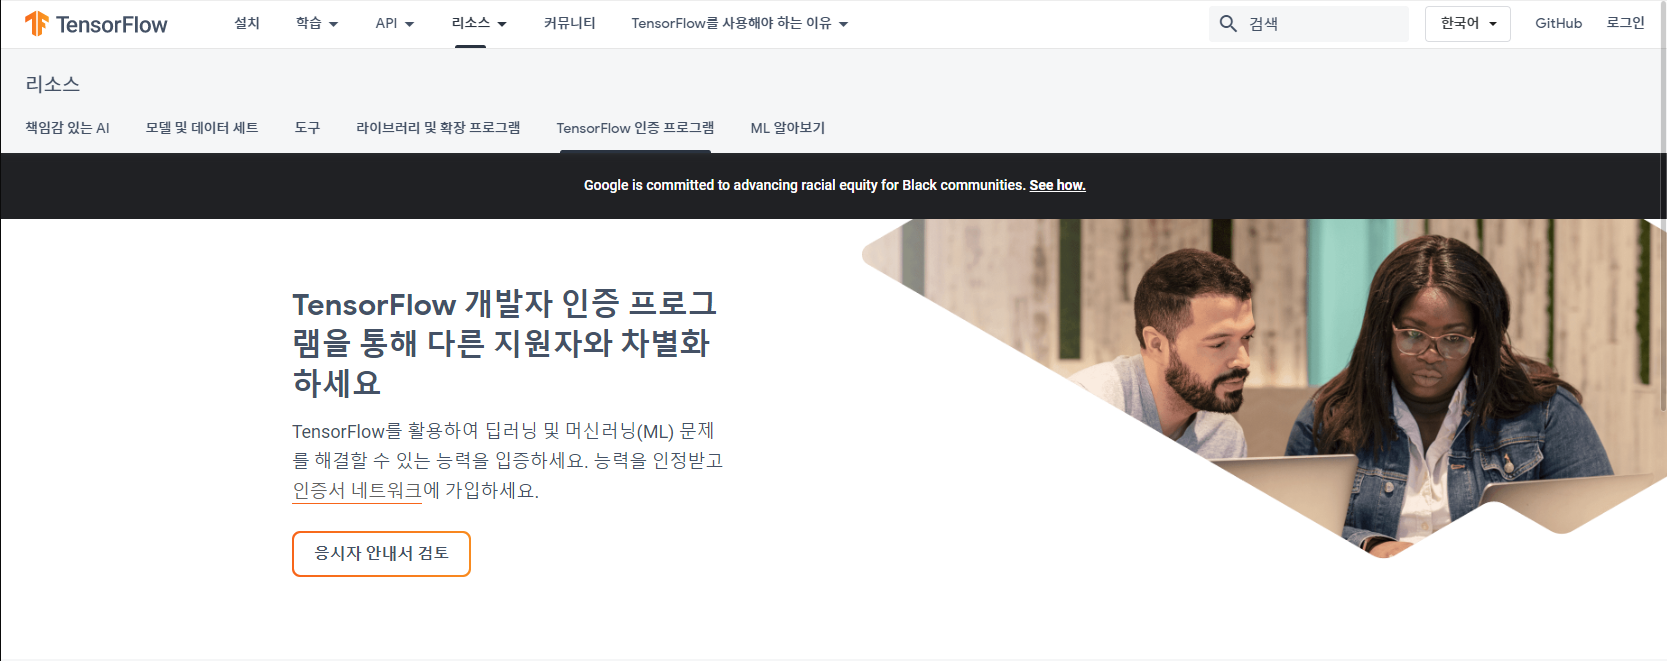 TensorFlow 설치 학습 API 리소스 커뮤니티 TensorFlow를 사용해야 하는 이유 검색 한국어 GitHub 로그인
리소스
책임감 있는 AI 모델 및 데이터 세트 도구 라이브러리 및 확장 프로그램 TensorFlow 인증 프로그램 ML 알아보기
Google is committed to advancing racial equity for Black communities. See how.
TensorFlow 개발자 인증 프로그
램을 통해 다른 지원자와 차별화
하세요
TensorFlow를 활용하여 딥러닝 및 머신러닝(ML) 문제
를 해결할 수 있는 능력을 입증하세요. 능력을 인정받고
인증서 네트워크에 가입하세요.
응시자 안내서 검토